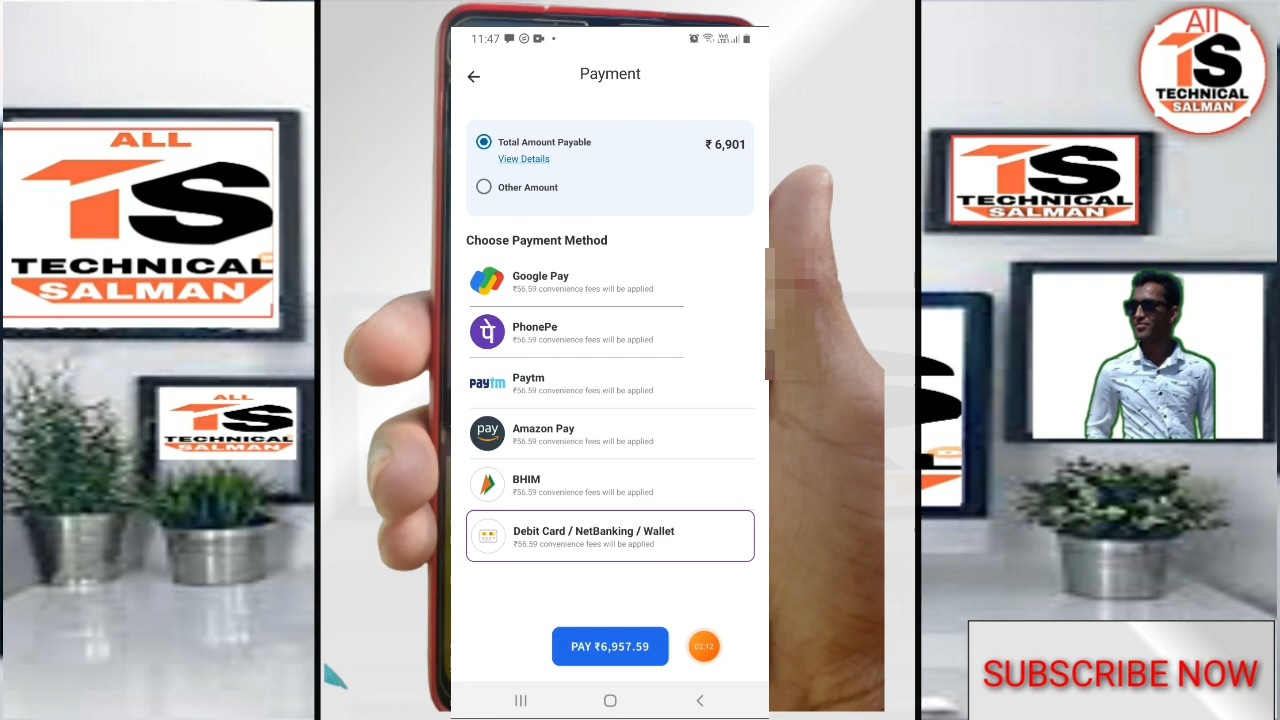 ALL
TS
TECHNICAL
SALMAN
ALL
TS
TECHNICAL
SALMAN
11:47
Payment
Total Amount Payable
₹ 6,901
View Details
Other Amount
Choose Payment Method
Google Pay
₹56.59 convenience fees will be applied
PhonePe
₹56.59 convenience fees will be applied
Paytm
₹56.59 convenience fees will be applied
Amazon Pay
₹56.59 convenience fees will be applied
BHIM
₹56.59 convenience fees will be applied
Debit Card / NetBanking / Wallet
₹56.59 convenience fees will be applied
PAY ₹6,957.59
02:12
पे
paytm
pay
All
TS
TECHNICAL
SALMAN
TS
TECHNICAL
SALMAN
SUBSCRIBE NOW